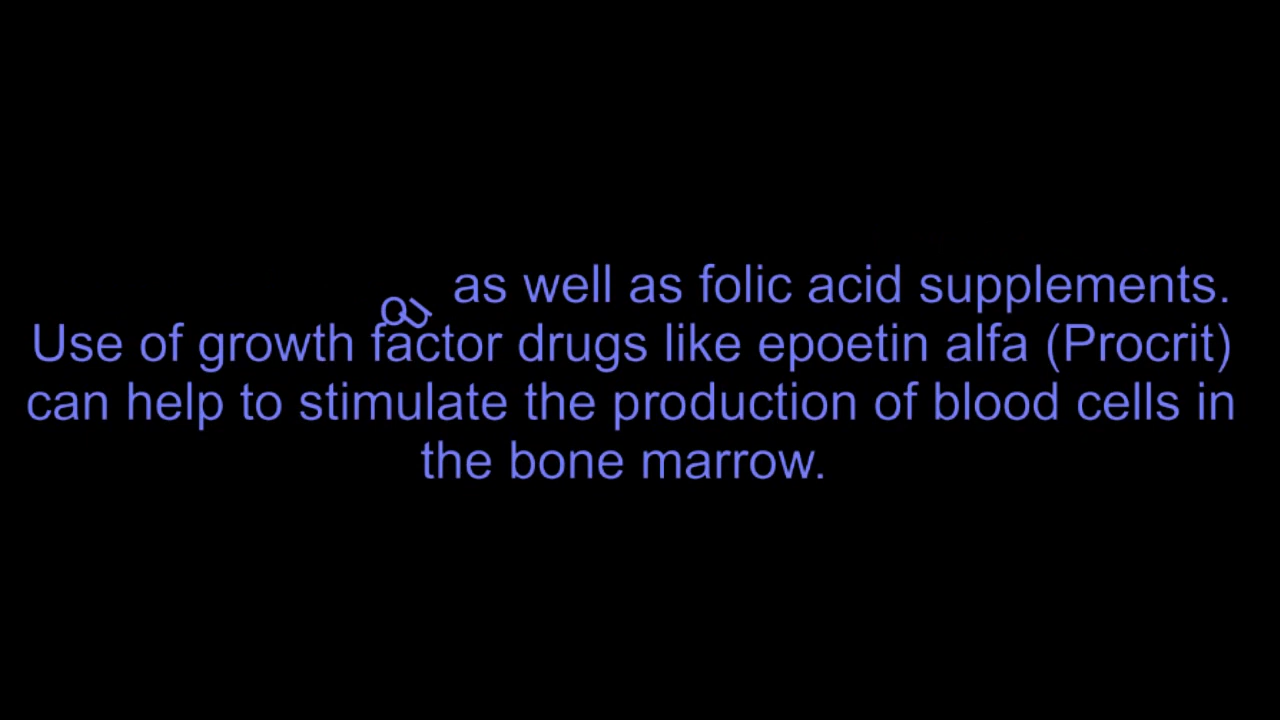 as well as folic acid supplements.
Use of growth factor drugs like epoetin alfa (Procrit)
can help to stimulate the production of blood cells in
the bone marrow.